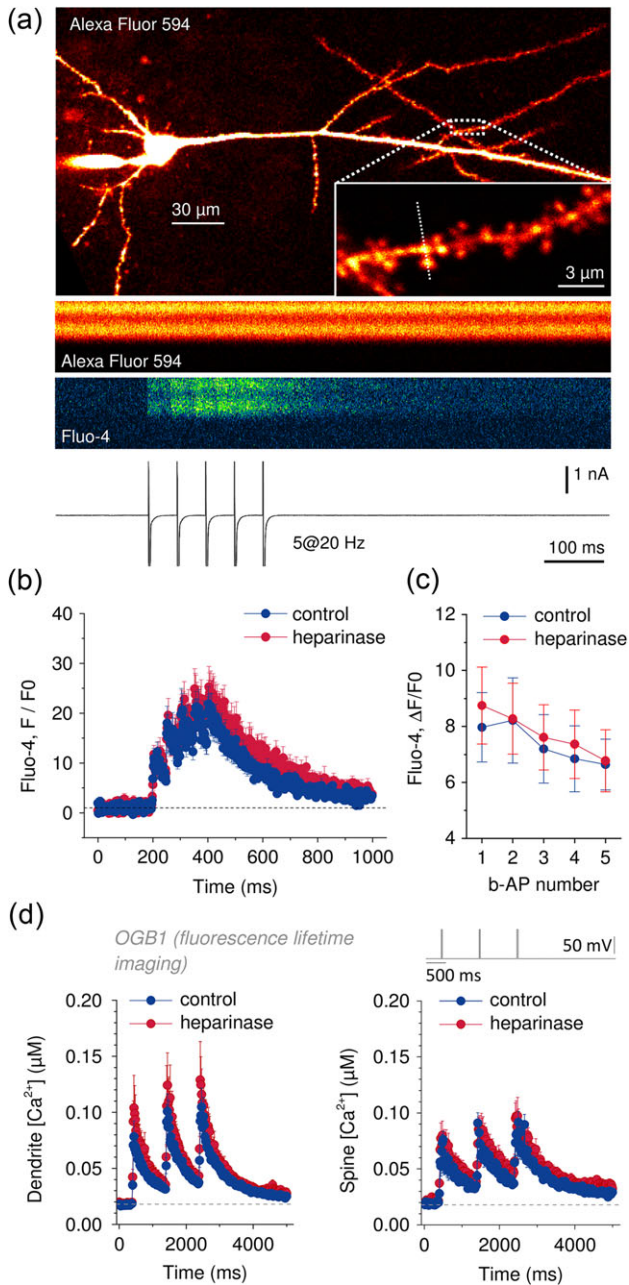 (a)
Alexa Fluor 594
30 µm
3 µm
Alexa Fluor 594
Fluo-4
1 nA
5@20 Hz
100 ms
(b)
control
heparinase
Fluo-4, F / F0
40
30
20
10
0
0 200 400 600 800 1000
Time (ms)
(c)
control
heparinase
Fluo-4, ΔF/F0
12
10
8
6
4
1 2 3 4 5
b-AP number
(d)
OGB1 (fluorescence lifetime
imaging)
50 mV
500 ms
control
heparinase
Dendrite [Ca²⁺] (µM)
0.20
0.15
0.10
0.05
0.00
0 2000 4000
Time (ms)
control
heparinase
Spine [Ca²⁺] (µM)
0.20
0.15
0.10
0.05
0.00
0 2000 4000
Time (ms)